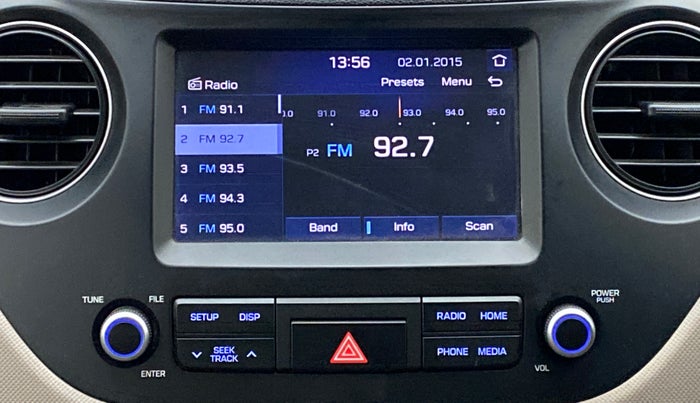 13:56 02.01.2015
Radio Presets Menu
1 FM 91.1
2 FM 92.7
3 FM 93.5
4 FM 94.3
5 FM 95.0
91.0 92.0 93.0 94.0 95.0
P2 FM 92.7
Band Info Scan
TUNE FILE
ENTER
SETUP DISP
SEEK
TRACK
RADIO HOME
PHONE MEDIA
POWER
PUSH
VOL